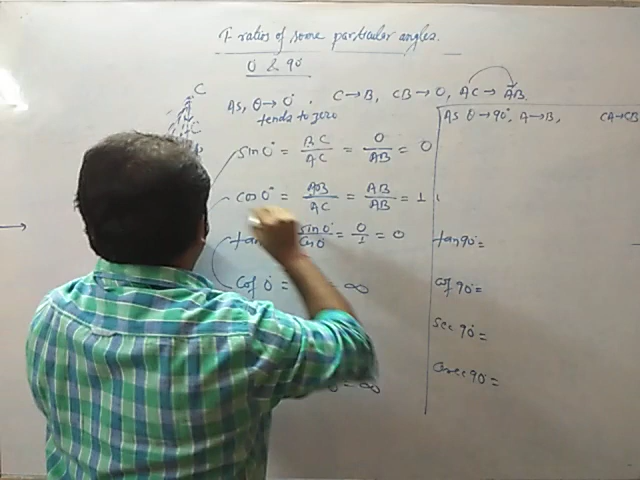 T ratios of some particular angles.
0 & 90°
C
As, θ → 0°, C→B, CB → 0, AC → AB
tends to zero
sin 0° = BC/AC = 0/AB = 0
cos 0° = AB/AC = AB/AB = 1
tan = sin 0°/cos 0° = 0/1 = 0
Cot 0° = ∞
= ∞
As θ → 90°, A→B, CA→CB
tan 90° =
cot 90° =
Sec 90° =
Cosec 90° =